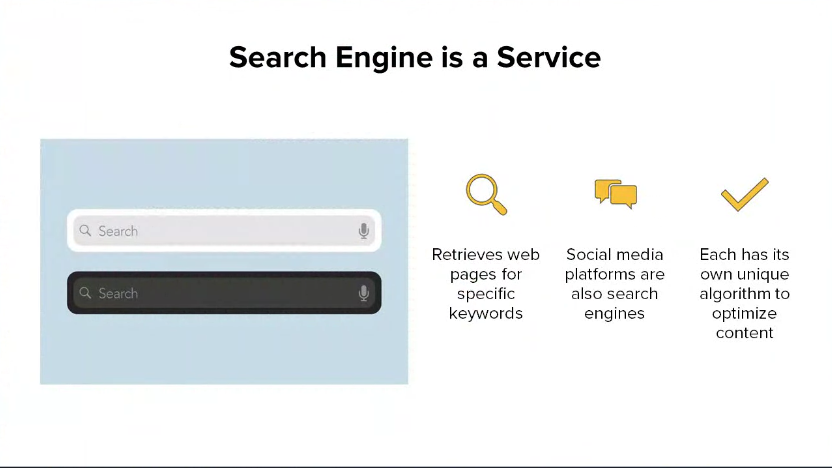 Search Engine is a Service
Search
Search
Retrieves web
pages for
specific
keywords
Social media
platforms are
also search
engines
Each has its
own unique
algorithm to
optimize
content